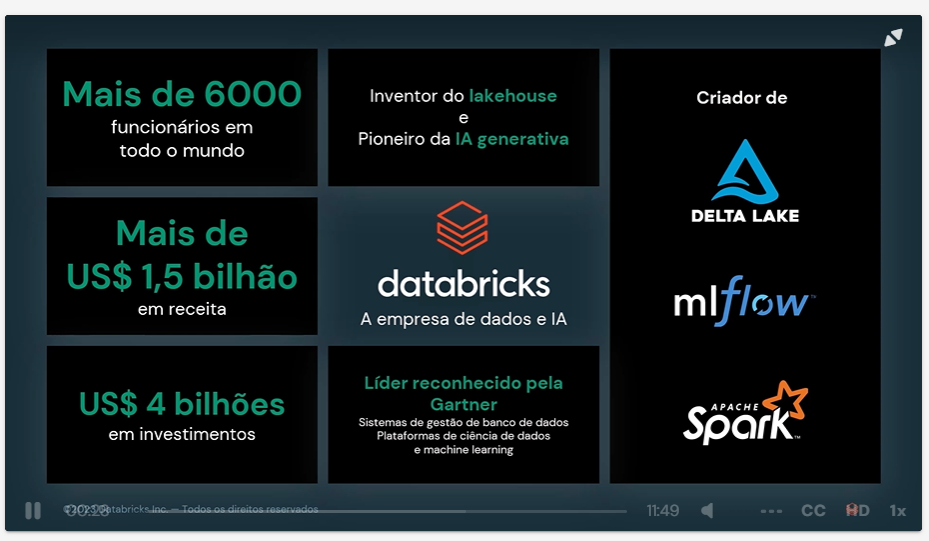 Mais de 6000
funcionários em
todo o mundo
Inventor do lakehouse
e
Pioneiro da IA generativa
Criador de
DELTA LAKE
mlflow™
APACHE
Spark™
Mais de
US$ 1,5 bilhão
em receita
databricks
A empresa de dados e IA
US$ 4 bilhões
em investimentos
Líder reconhecido pela
Gartner
Sistemas de gestão de banco de dados
Plataformas de ciência de dados
e machine learning
©2023 Databricks Inc. — Todos os direitos reservados
00:28
11:49
CC
HD
1x